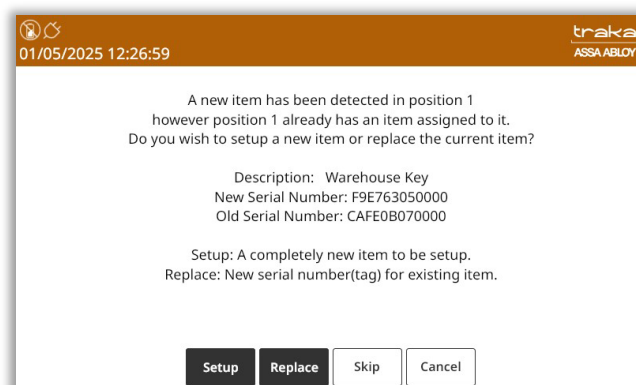 traka
01/05/2025 12:26:59
ASSA ABLOY
A new item has been detected in position 1
however position 1 already has an item assigned to it.
Do you wish to setup a new item or replace the current item?
Description: Warehouse Key
New Serial Number: F9E763050000
Old Serial Number: CAFE0B070000
Setup: A completely new item to be setup.
Replace: New serial number(tag) for existing item.
Setup Replace Skip Cancel